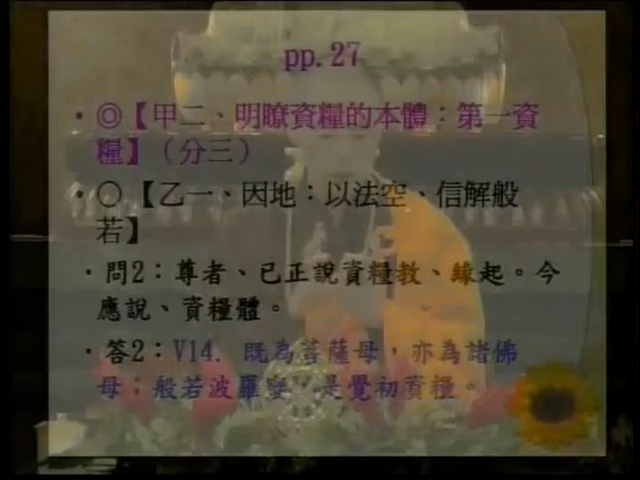 pp. 27
・◎【甲二、明瞭資糧的本體：第一資
糧】（分三）
・○【乙一、因地：以法空、信解般
若】
・問2：尊者、已正說資糧教、緣起。今
應說、資糧體。
・答2：V14. 既為菩薩母，亦為諸佛
母；般若波羅蜜，是覺初資糧。